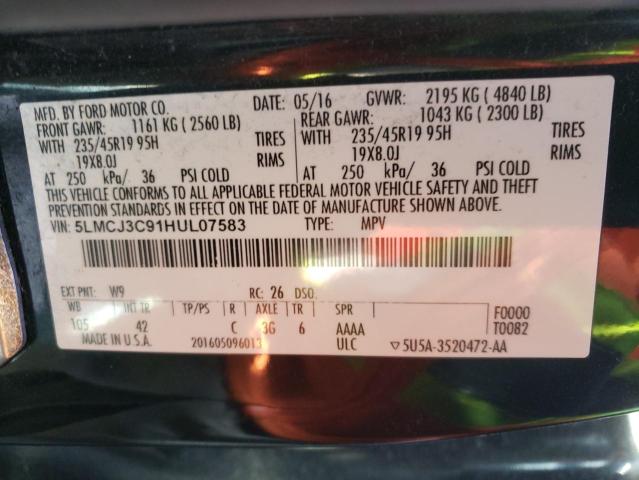 MFD. BY FORD MOTOR CO.
DATE: 05/16 GVWR: 2195 KG ( 4840 LB)
FRONT GAWR: 1161 KG ( 2560 LB)
REAR GAWR: 1043 KG ( 2300 LB)
WITH 235/45R19 95H TIRES
WITH 235/45R19 95H TIRES
19X8.0J RIMS
19X8.0J RIMS
AT 250 kPa/ 36 PSI COLD
AT 250 kPa/ 36 PSI COLD
THIS VEHICLE CONFORMS TO ALL APPLICABLE FEDERAL MOTOR VEHICLE SAFETY AND THEFT
PREVENTION STANDARDS IN EFFECT ON THE DATE OF MANUFACTURE SHOWN ABOVE.
VIN: 5LMCJ3C91HUL07583 TYPE: MPV
EXT PNT: W9 RC: 26 DSO:
WB INT TR TP/PS R AXLE TR SPR F0000
105 42 C 3G 6 AAAA T0082
MADE IN U.S.A. 201605096013 ULC ▽5U5A-3520472-AA